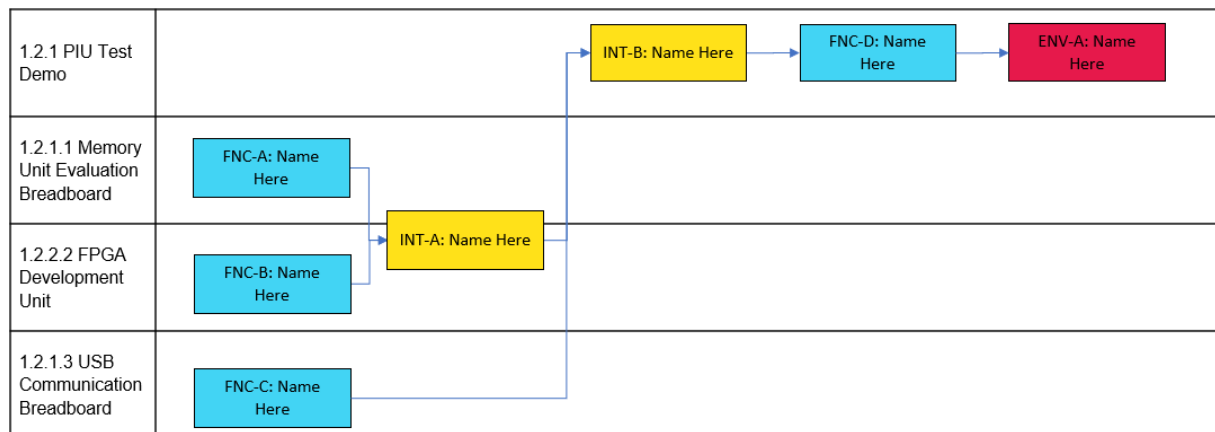 1.2.1 PIU Test
Demo
INT-B: Name Here
FNC-D: Name
Here
ENV-A: Name
Here
1.2.1.1 Memory
Unit Evaluation
Breadboard
FNC-A: Name
Here
INT-A: Name Here
1.2.2.2 FPGA
Development
Unit
FNC-B: Name
Here
1.2.1.3 USB
Communication
Breadboard
FNC-C: Name
Here